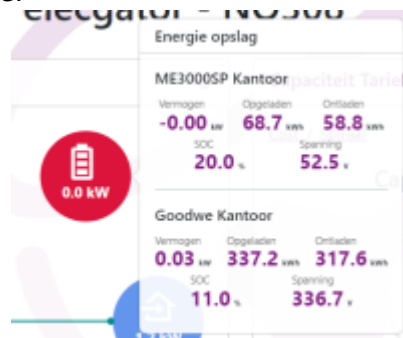 elecgator - NO308
Energie opslag
ME3000SP Kantoor
Vermogen Opgeladen Ontladen
-0.00 kW 68.7 kWh 58.8 kWh
SOC Spanning
20.0 % 52.5 V
0.0 kW
Goodwe Kantoor
Vermogen Opgeladen Ontladen
0.03 kW 337.2 kWh 317.6 kWh
SOC Spanning
11.0 % 336.7 V